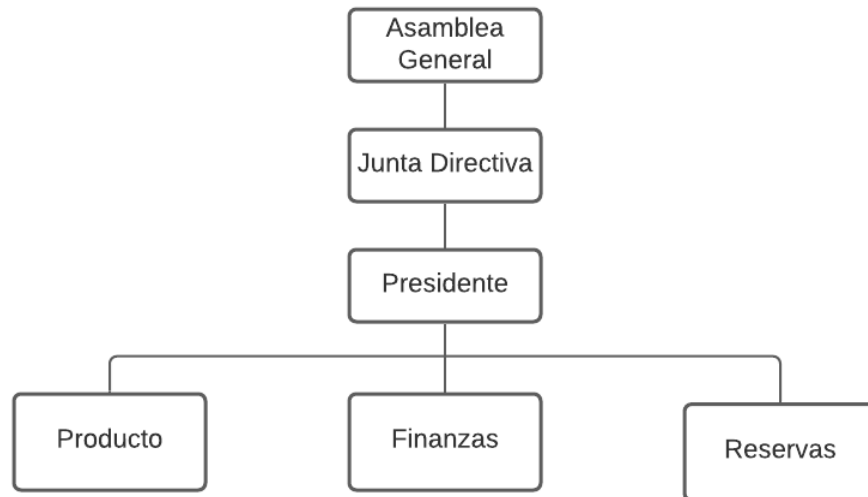 Asamblea
General
Junta Directiva
Presidente
Producto
Finanzas
Reservas